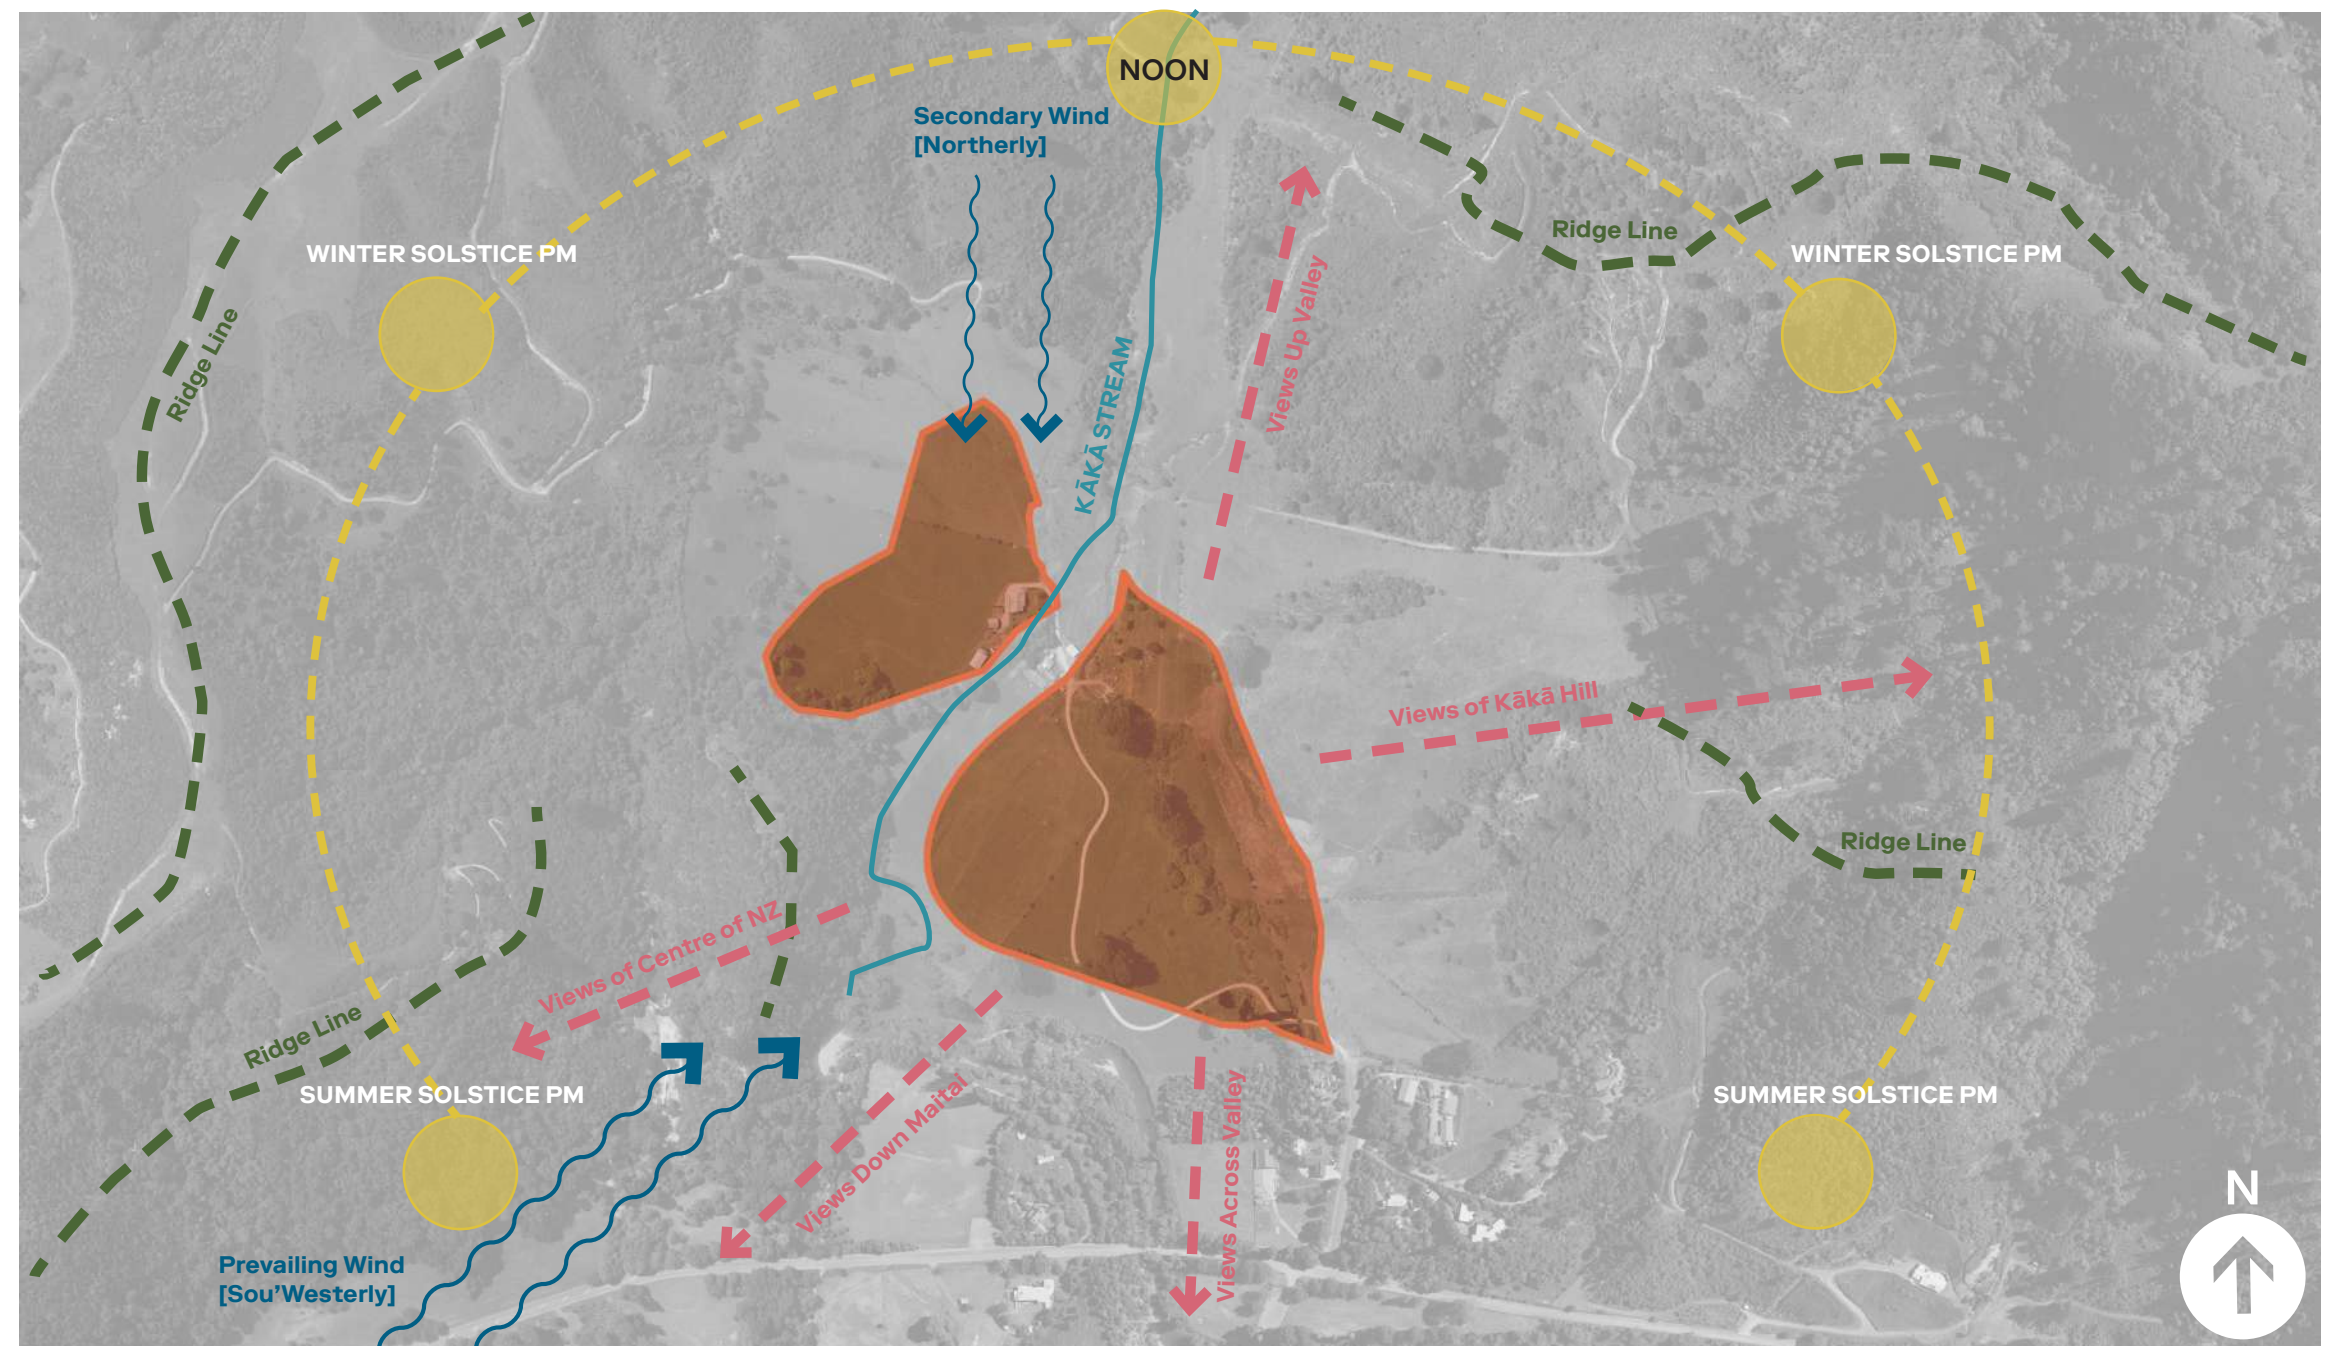 NOON
Secondary Wind
[Northerly]
WINTER SOLSTICE PM
WINTER SOLSTICE PM
Ridge Line
Ridge Line
Views Up Valley
KĀKĀ STREAM
Views of Kākā Hill
Ridge Line
Views of Centre of NZ
Ridge Line
SUMMER SOLSTICE PM
SUMMER SOLSTICE PM
Views Down Maitai
Views Across Valley
Prevailing Wind
[Sou'Westerly]
N